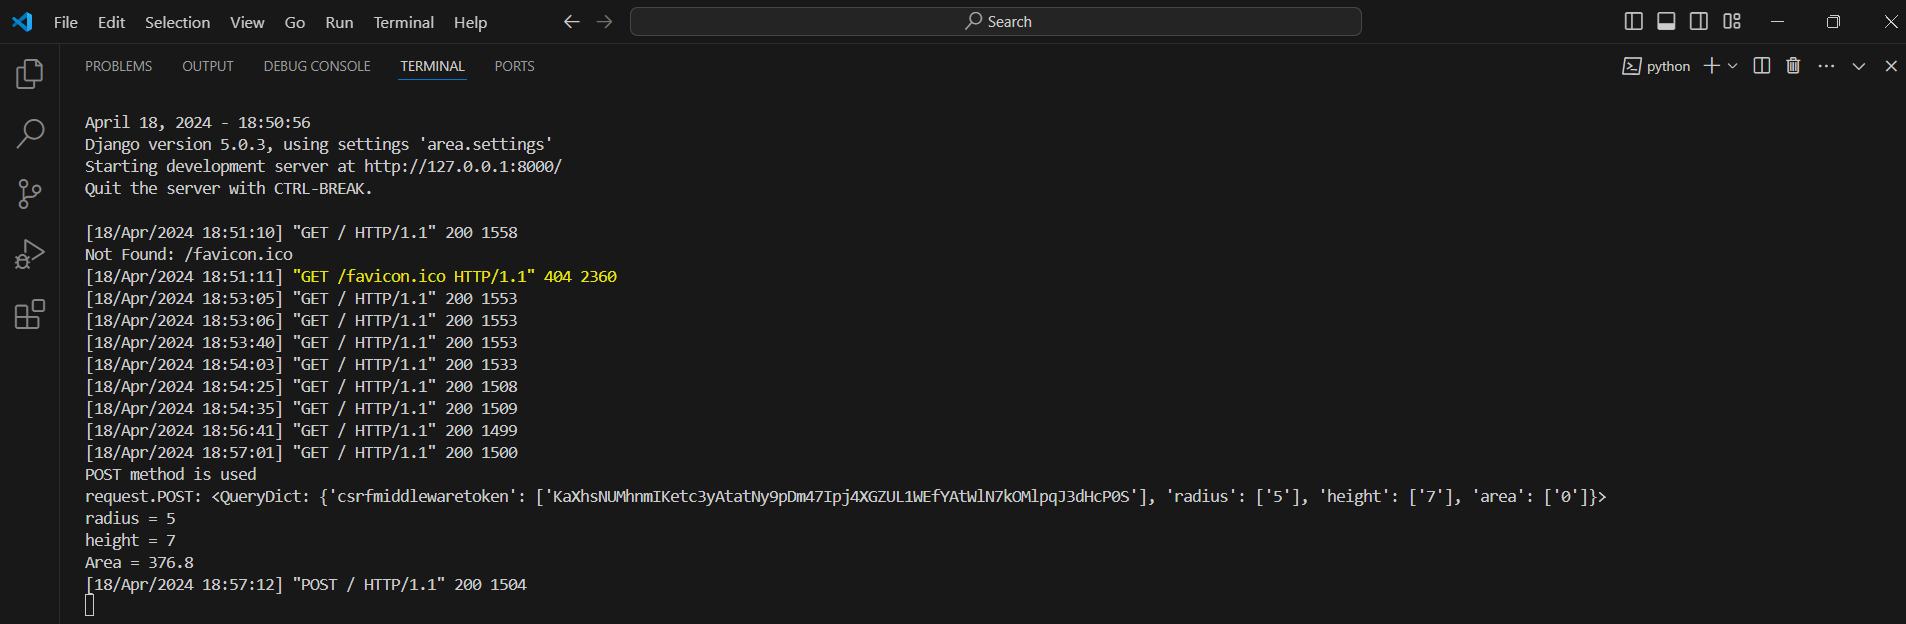 File Edit Selection View Go Run Terminal Help
Search
PROBLEMS OUTPUT DEBUG CONSOLE TERMINAL PORTS
python
April 18, 2024 - 18:50:56
Django version 5.0.3, using settings 'area.settings'
Starting development server at http://127.0.0.1:8000/
Quit the server with CTRL-BREAK.
[18/Apr/2024 18:51:10] "GET / HTTP/1.1" 200 1558
Not Found: /favicon.ico
[18/Apr/2024 18:51:11] "GET /favicon.ico HTTP/1.1" 404 2360
[18/Apr/2024 18:53:05] "GET / HTTP/1.1" 200 1553
[18/Apr/2024 18:53:06] "GET / HTTP/1.1" 200 1553
[18/Apr/2024 18:53:40] "GET / HTTP/1.1" 200 1553
[18/Apr/2024 18:54:03] "GET / HTTP/1.1" 200 1533
[18/Apr/2024 18:54:25] "GET / HTTP/1.1" 200 1508
[18/Apr/2024 18:54:35] "GET / HTTP/1.1" 200 1509
[18/Apr/2024 18:56:41] "GET / HTTP/1.1" 200 1499
[18/Apr/2024 18:57:01] "GET / HTTP/1.1" 200 1500
POST method is used
request.POST: <QueryDict: {'csrfmiddlewaretoken': ['KaXhsNUMhnmIKetc3yAtatNy9pDm47Ipj4XGZUL1WEfYAtWlN7kOMlpqJ3dHcP0S'], 'radius': ['5'], 'height': ['7'], 'area': ['0']}>
radius = 5
height = 7
Area = 376.8
[18/Apr/2024 18:57:12] "POST / HTTP/1.1" 200 1504